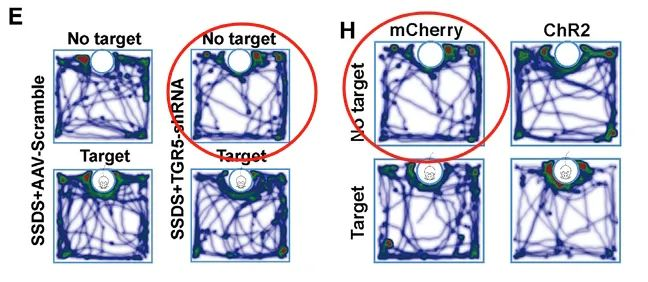 E
No target
No target
SSDS+AAV-Scramble
SSDS+TGR5-shRNA
Target
Target
H
mCherry
ChR2
No target
Target